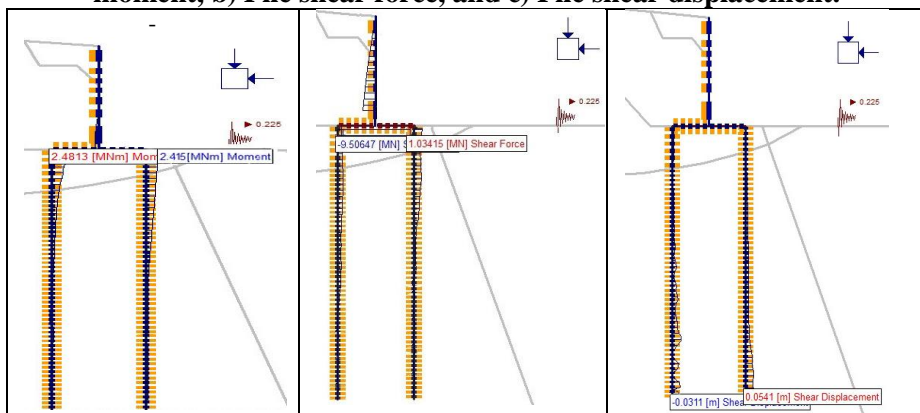 moment, b) Pile shear force, and c) Pile shear displacement.
0.225
2.4813 [MNm] Mom
2.415[MNm] Moment
0.225
-9.50647 [MN] S
1.03415 [MN] Shear Force
0.225
-0.0311 [m] Shear Dis
0.0541 [m] Shear Displacement